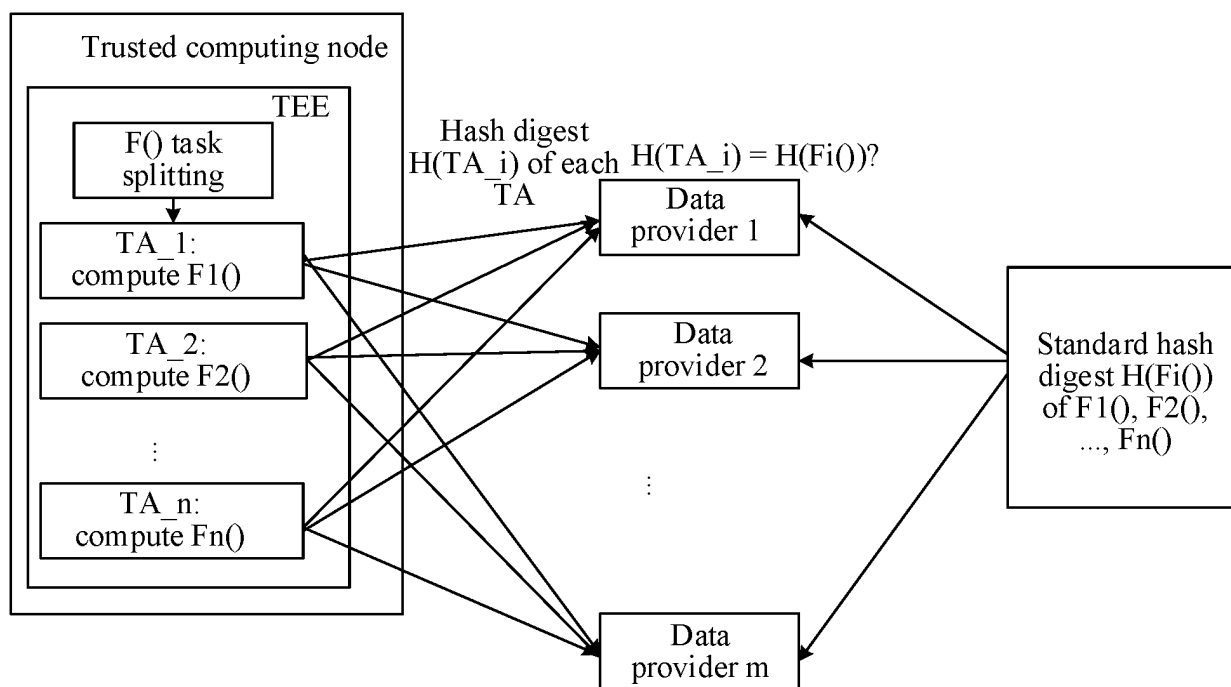 Trusted computing node
TEE
F() task
splitting
TA_1:
compute F1()
TA_2:
compute F2()
⋮
TA_n:
compute Fn()
Hash digest
H(TA_i) of each
TA
H(TA_i) = H(Fi())?
Data
provider 1
Data
provider 2
⋮
Data
provider m
Standard hash
digest H(Fi())
of F1(), F2(),
..., Fn()